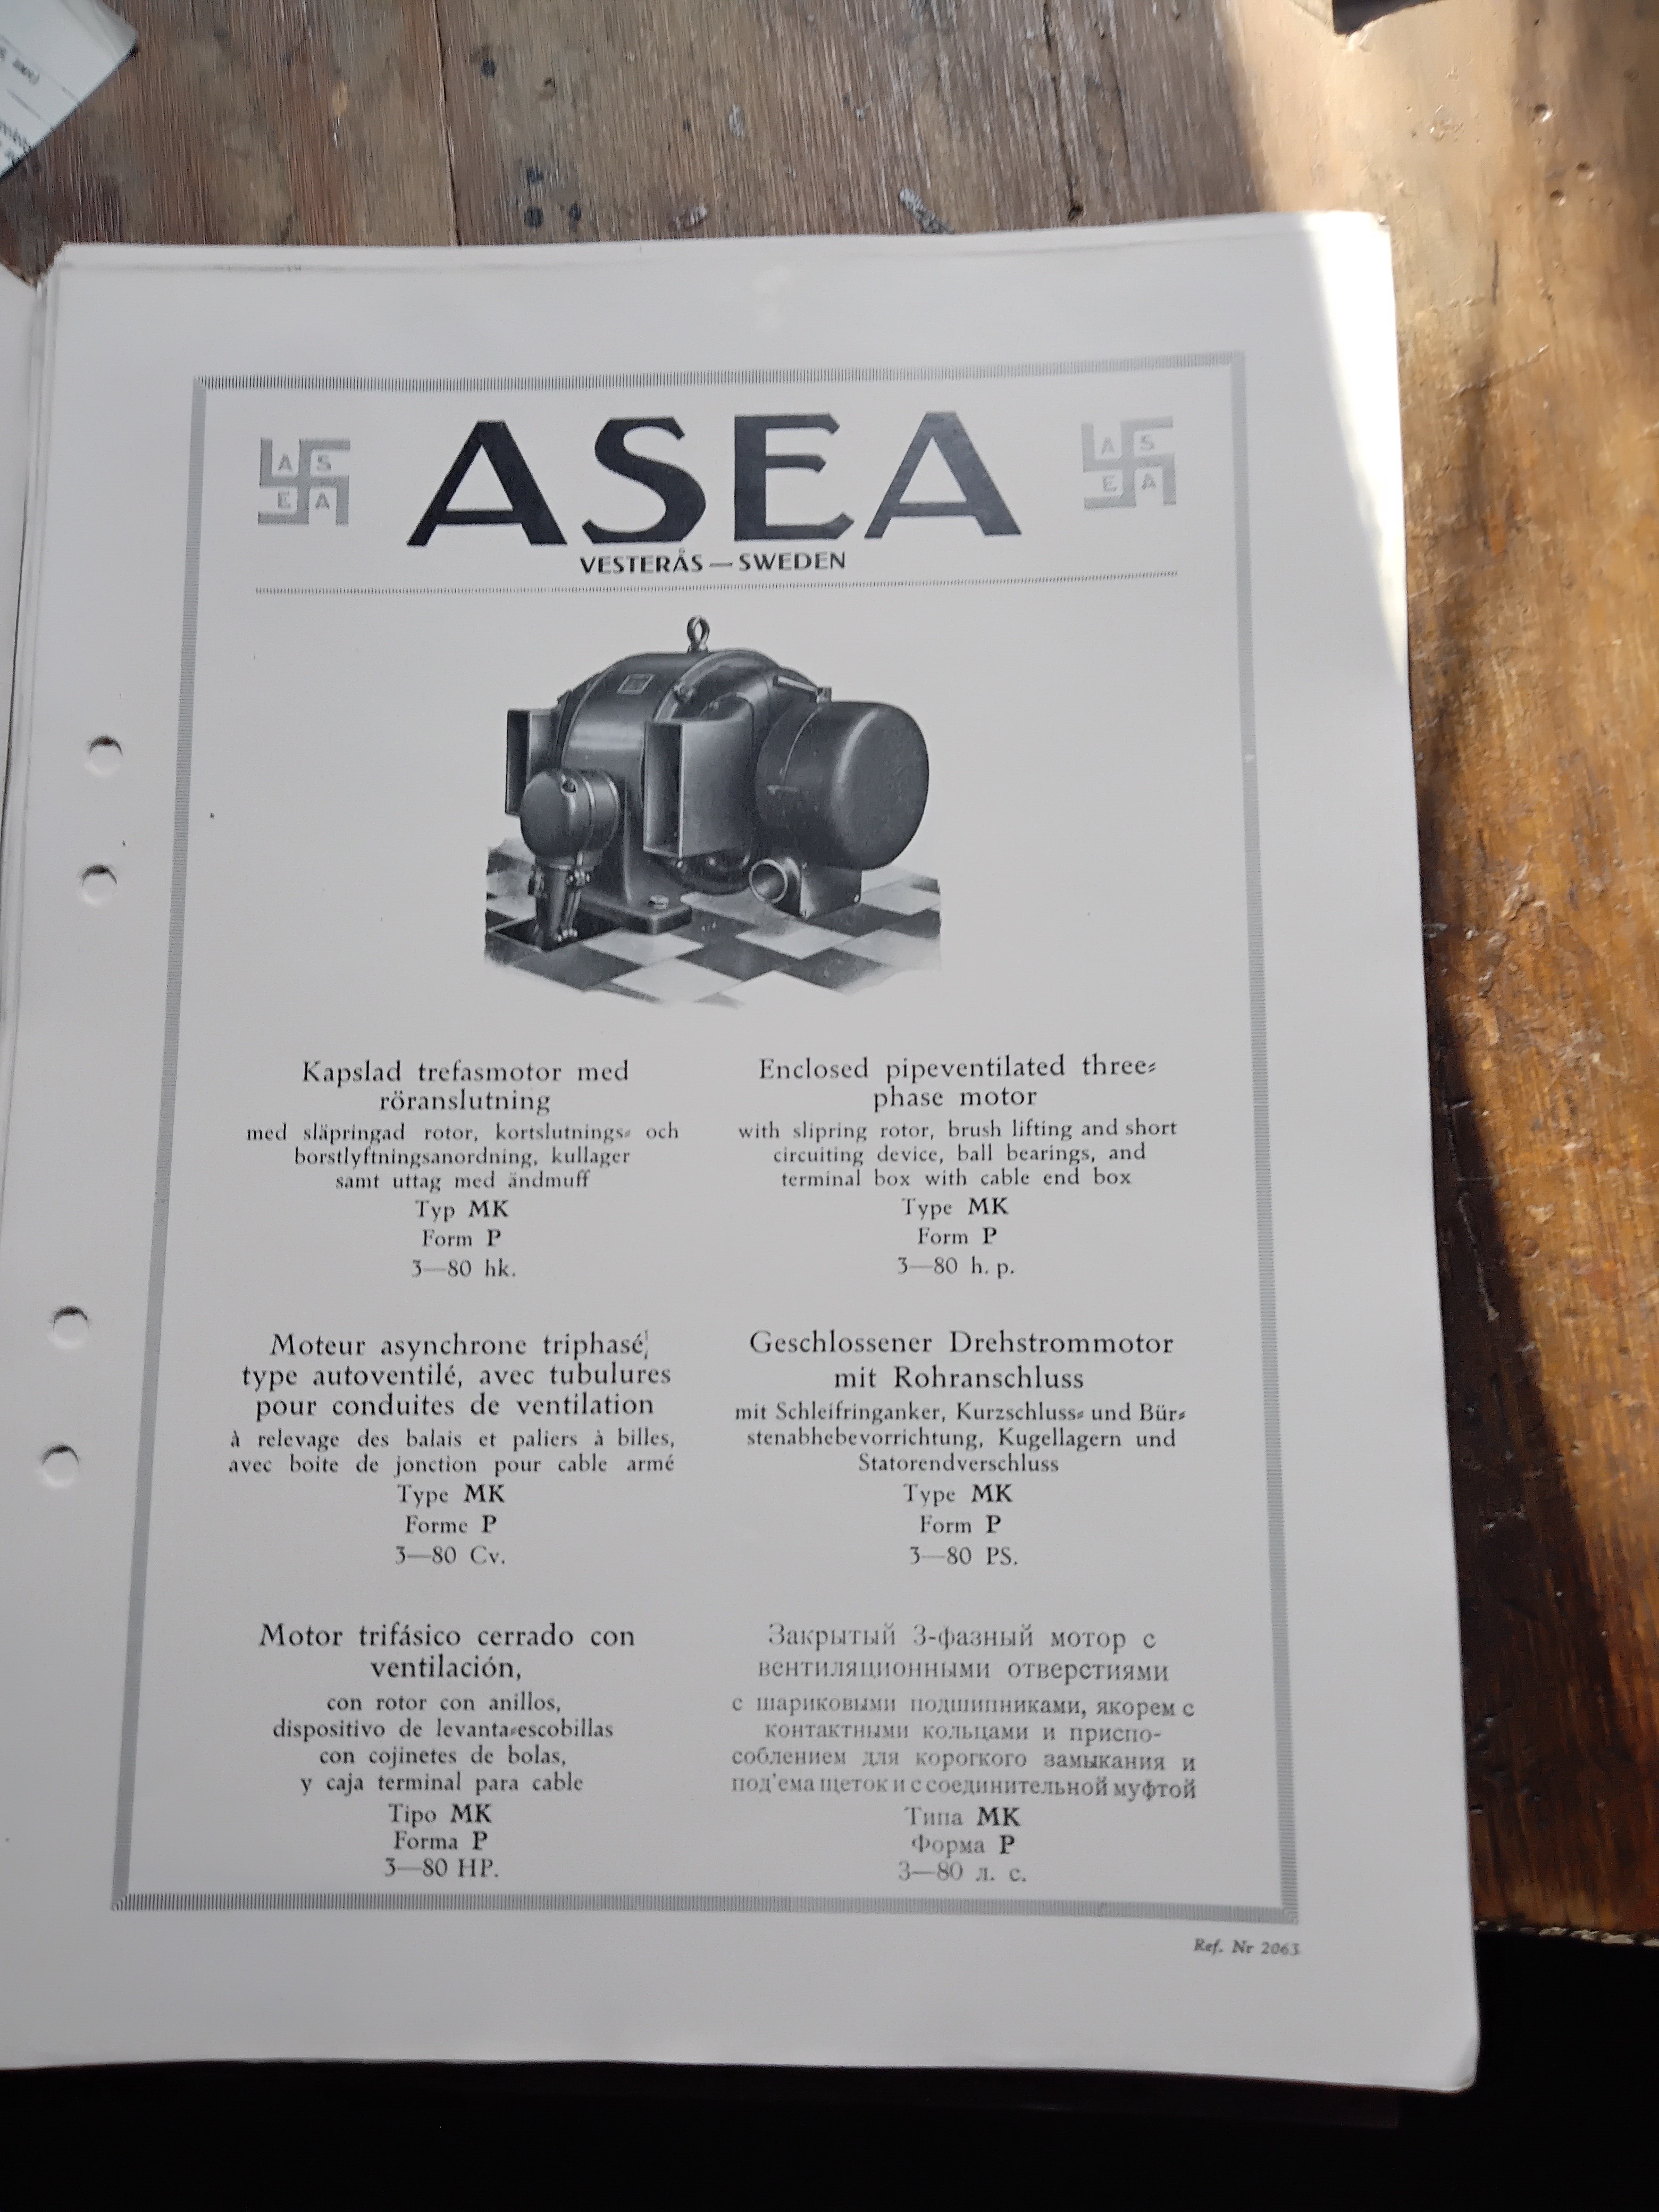 A S
E A
ASEA
A S
E A
VESTERÅS — SWEDEN
Kapslad trefasmotor med
röranslutning
med släpringad rotor, kortslutnings- och
borstlyftningsanordning, kullager
samt uttag med ändmuff
Typ MK
Form P
3—80 hk.
Enclosed pipeventilated three-
phase motor
with slipring rotor, brush lifting and short
circuiting device, ball bearings, and
terminal box with cable end box
Type MK
Form P
3—80 h. p.
Moteur asynchrone triphasé,
type autoventilé, avec tubulures
pour conduites de ventilation
à relevage des balais et paliers à billes,
avec boite de jonction pour cable armé
Type MK
Forme P
3—80 Cv.
Geschlossener Drehstrommotor
mit Rohranschluss
mit Schleifringanker, Kurzschluss- und Bür-
stenabhebevorrichtung, Kugellagern und
Statorendverschluss
Type MK
Form P
3—80 PS.
Motor trifásico cerrado con
ventilación,
con rotor con anillos,
dispositivo de levanta-escobillas
con cojinetes de bolas,
y caja terminal para cable
Tipo MK
Forma P
3—80 HP.
Закрытый 3-фазный мотор с
вентиляционными отверстиями
с шариковыми подшипниками, якорем с
контактными кольцами и приспо-
соблением для короткого замыкания и
под'ема щеток и с соединительной муфтой
Типа MK
Форма P
3—80 л. с.
Ref. Nr 2063